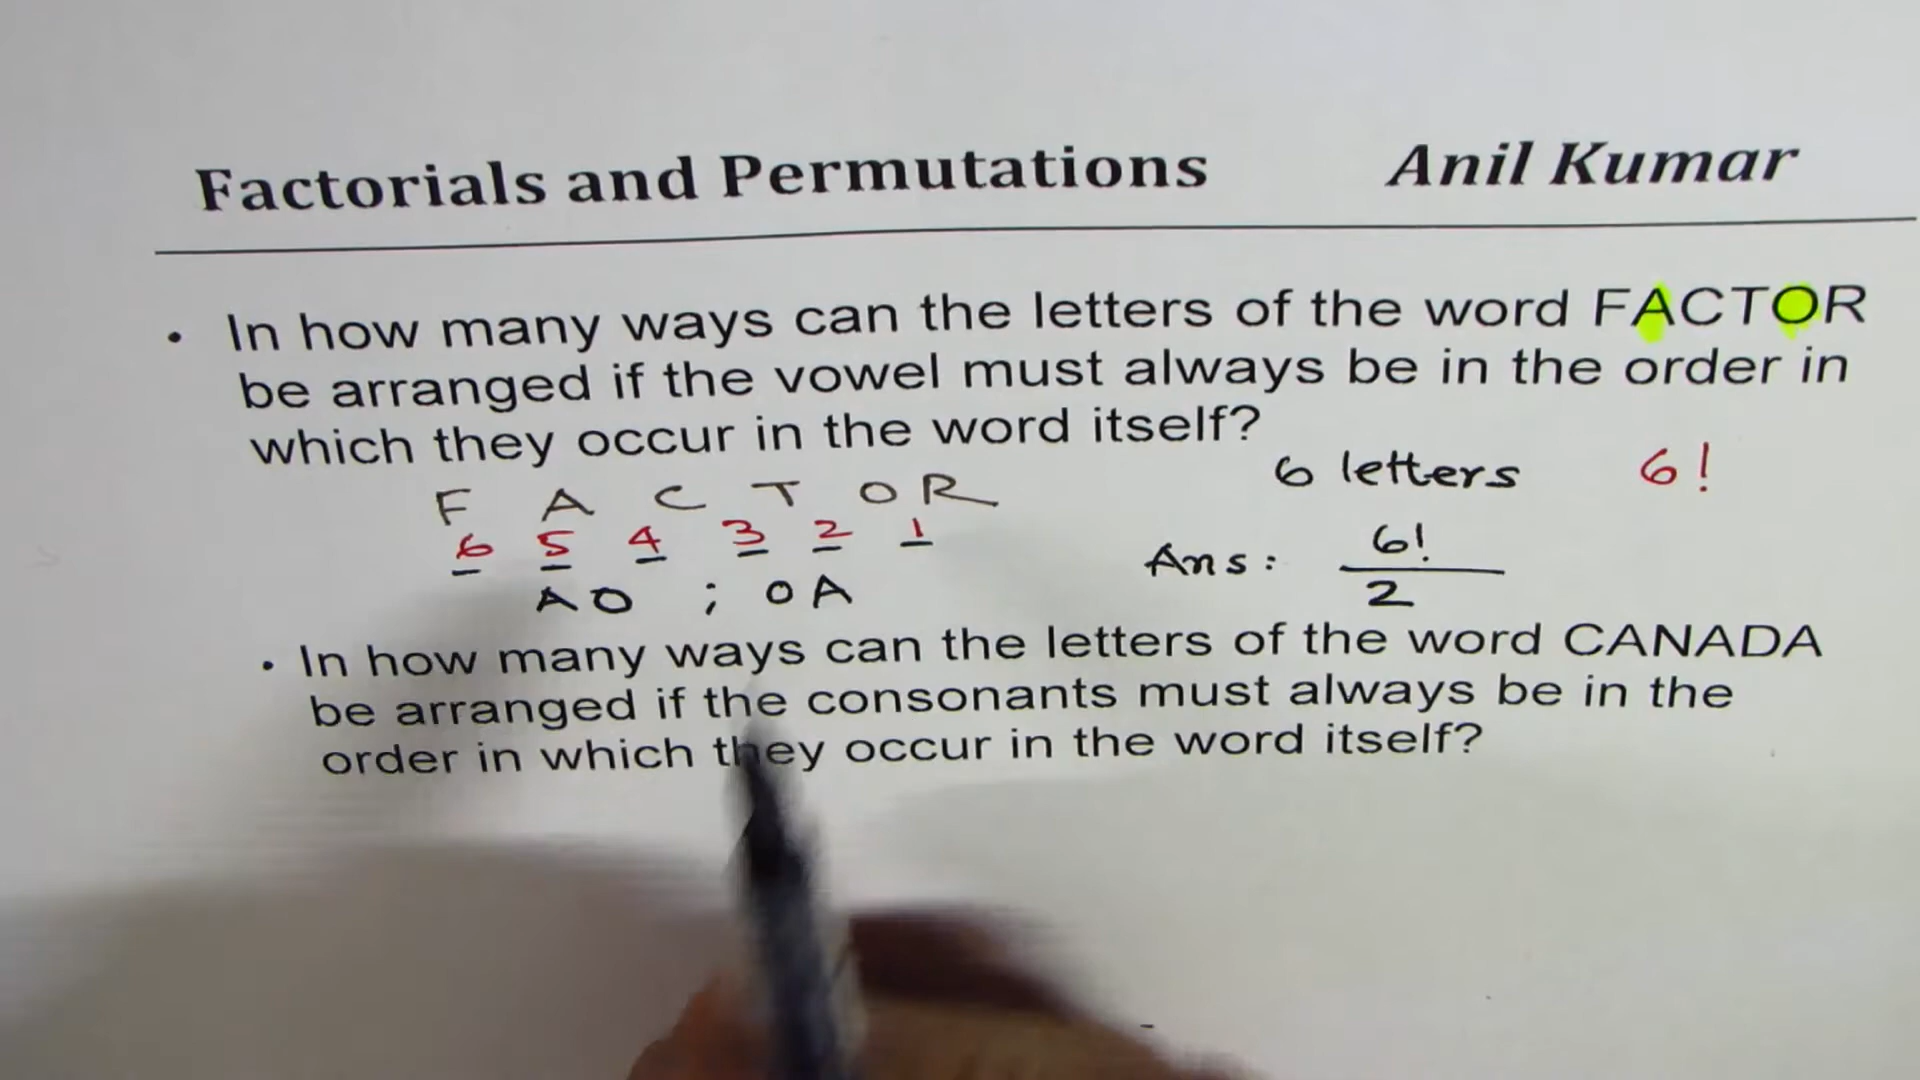 Factorials and Permutations Anil Kumar
• In how many ways can the letters of the word FACTOR
be arranged if the vowel must always be in the order in
which they occur in the word itself?
6 letters 6!
F A C T O R
6 5 4 3 2 1
Ans: 6!
2
A O ; O A
• In how many ways can the letters of the word CANADA
be arranged if the consonants must always be in the
order in which they occur in the word itself?